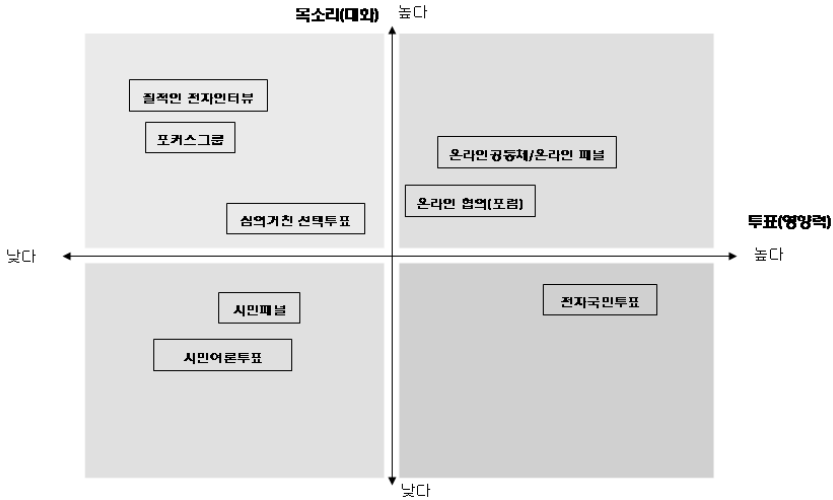 목소리(대화) 높다
질적인 전자인터뷰
포커스그룹
온라인공동체/온라인 패널
온라인 협의(포럼)
심의거친 선택투표
투표(영향력)
낮다
높다
전자국민투표
시민패널
시민여론투표
낮다